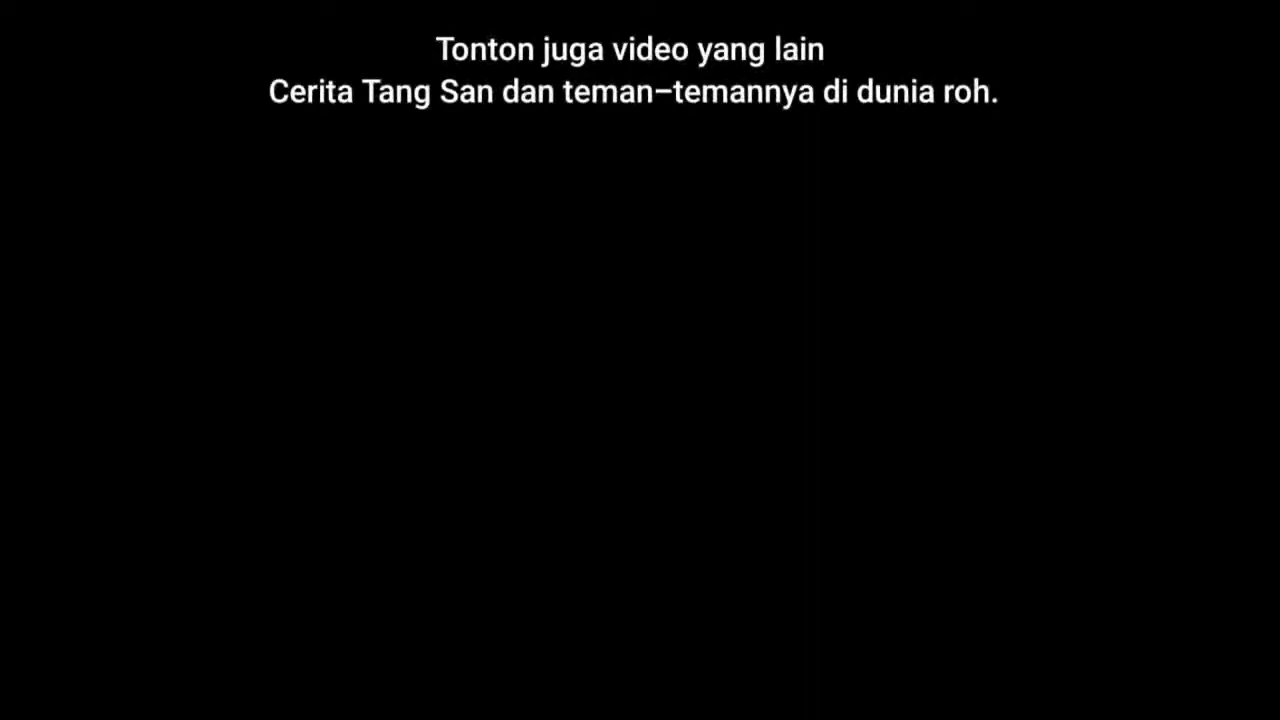 Tonton juga video yang lain
Cerita Tang San dan teman-temannya di dunia roh.